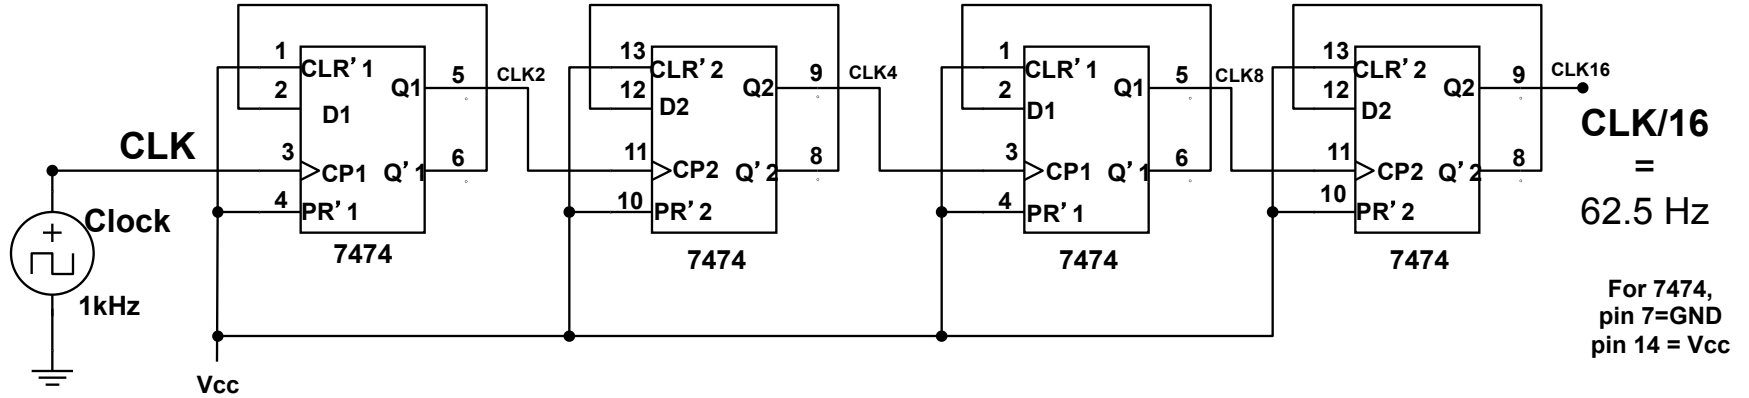 CLK
Clock
1kHz
Vcc
1
2
3
4
CLR’1
D1
CP1
PR’1
Q1
Q’1
5
6
CLK2
7474
13
12
11
10
CLR’2
D2
CP2
PR’2
Q2
Q’2
9
8
CLK4
7474
1
2
3
4
CLR’1
D1
CP1
PR’1
Q1
Q’1
5
6
CLK8
7474
13
12
11
10
CLR’2
D2
CP2
PR’2
Q2
Q’2
9
8
CLK16
7474
CLK/16
=
62.5 Hz
For 7474,
pin 7=GND
pin 14 = Vcc